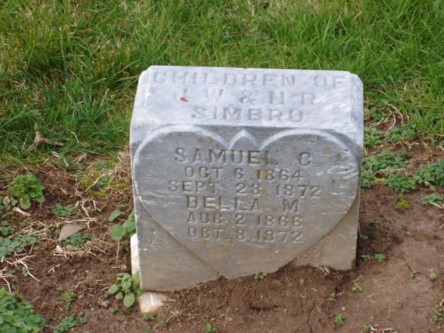 CHILDREN OF
J W & H R
SIMBRO
SAMUEL C
OCT 6, 1864
SEPT 28 1872
DELLA M
AUG 2 1866
OCT 8, 1872